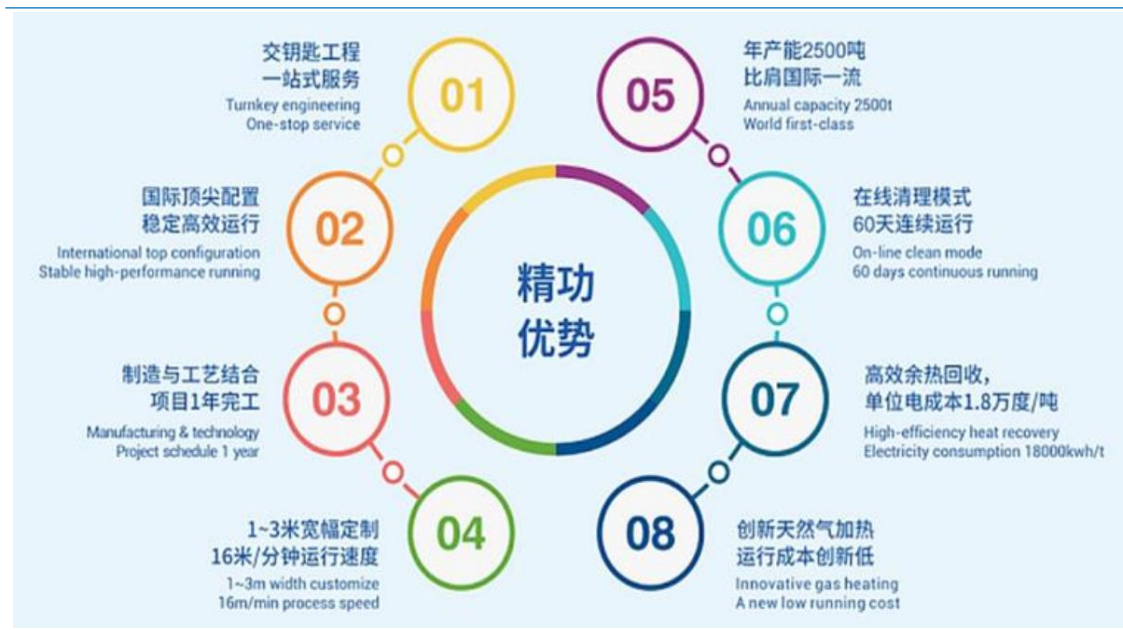 交钥匙工程
一站式服务
Turnkey engineering
One-stop service
01
国际顶尖配置
稳定高效运行
International top configuration
Stable high-performance running
02
制造与工艺结合
项目1年完工
Manufacturing & technology
Project schedule 1 year
03
1~3米宽幅定制
16米/分钟运行速度
1~3m width customize
16m/min process speed
04
精功
优势
05
年产能2500吨
比肩国际一流
Annual capacity 2500t
World first-class
06
在线清理模式
60天连续运行
On-line clean mode
60 days continuous running
07
高效余热回收，
单位电成本1.8万度/吨
High-efficiency heat recovery
Electricity consumption 18000kwh/t
08
创新天然气加热
运行成本创新低
Innovative gas heating
A new low running cost